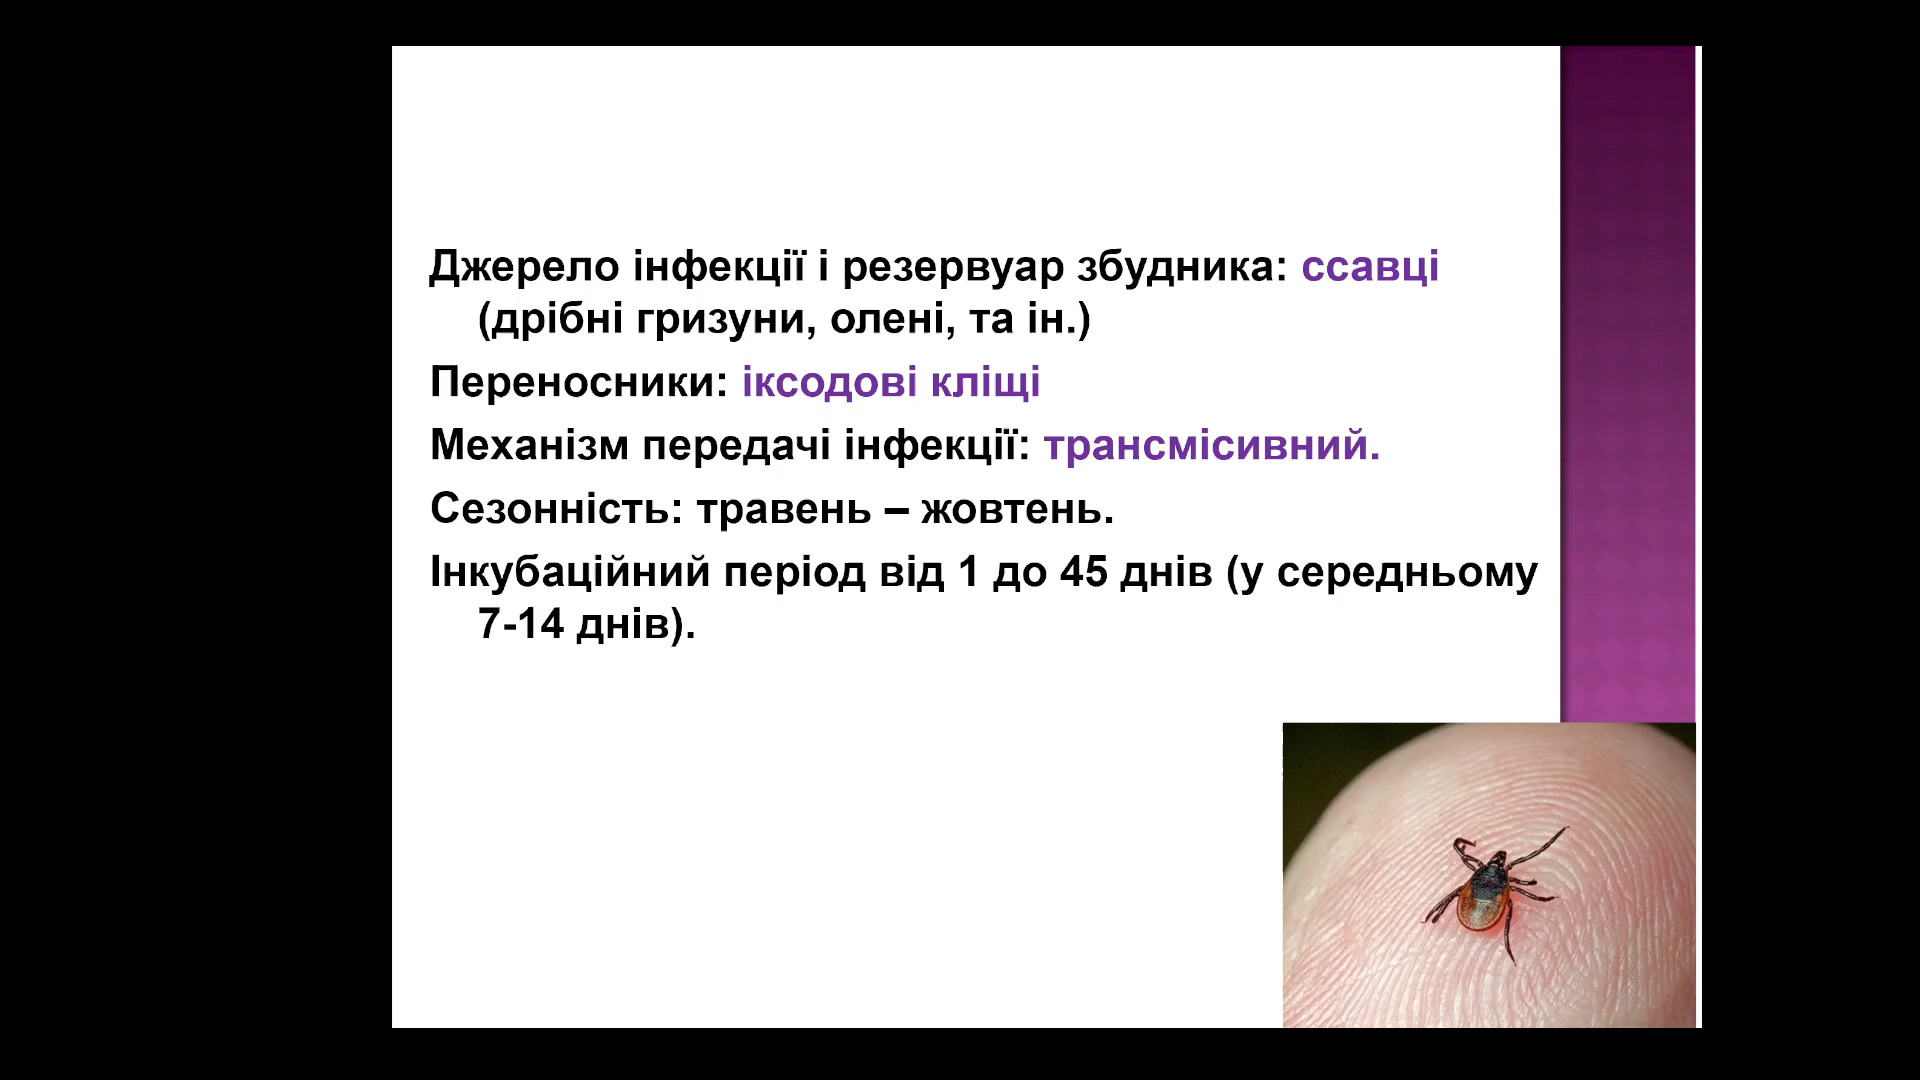 Джерело інфекції і резервуар збудника: ссавці
(дрібні гризуни, олені, та ін.)
Переносники: іксодові кліщі
Механізм передачі інфекції: трансмісивний.
Сезонність: травень – жовтень.
Інкубаційний період від 1 до 45 днів (у середньому
7-14 днів).